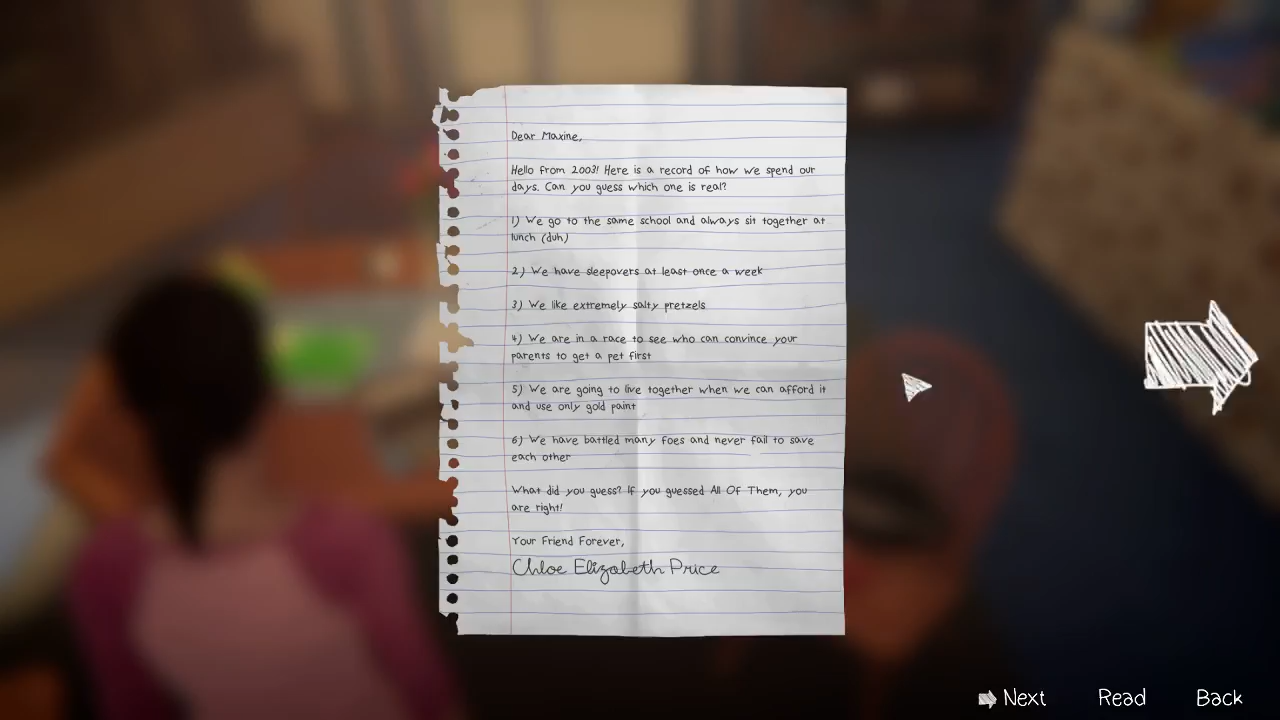 Dear Maxine,
Hello from 2003! Here is a record of how we spend our
days. Can you guess which one is real?
1) We go to the same school and always sit together at
lunch (duh)
2) We have sleepovers at least once a week
3) We like extremely salty pretzels
4) We are in a race to see who can convince your
parents to get a pet first
5) We are going to live together when we can afford it
and use only gold paint
6) We have battled many foes and never fail to save
each other
What did you guess? If you guessed All Of Them, you
are right!
Your Friend Forever,
Chloe Elizabeth Price
Next Read Back